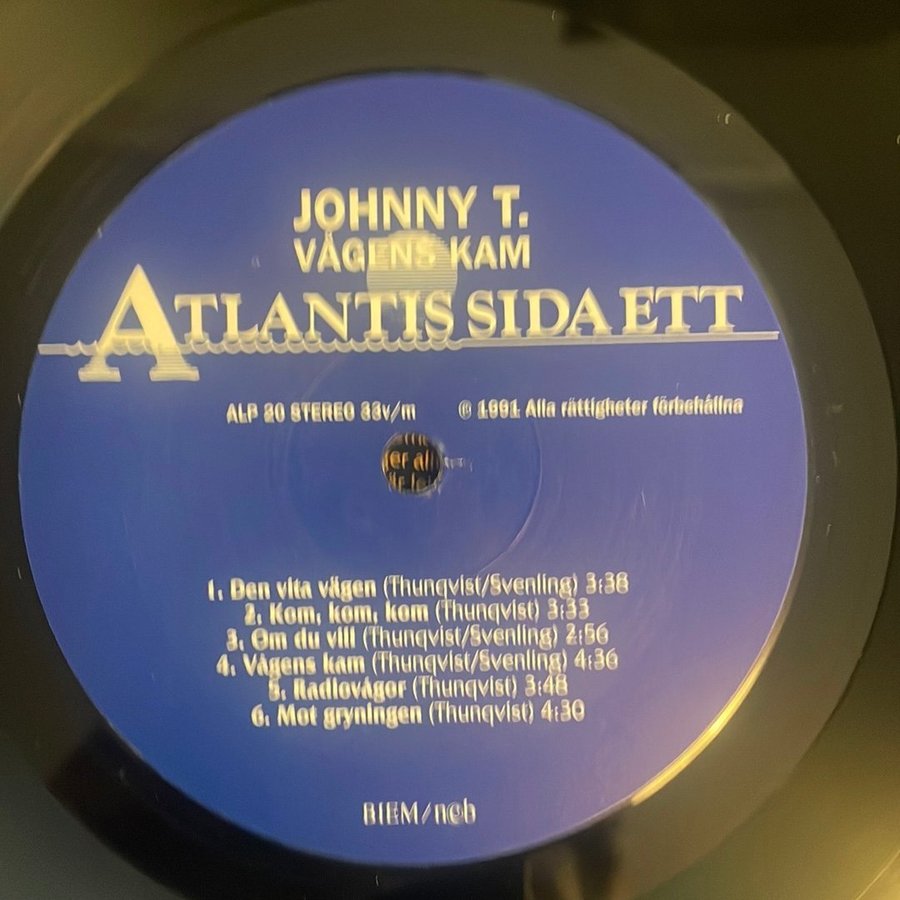 JOHNNY T.
VÅGENS KAM
ATLANTIS SIDA ETT
ALP 20 STEREO 33v/m ℗ 1991 Alla rättigheter förbehållna
er al
1. Den vita vägen (Thunqvist/Svenling) 3:38
2. Kom, kom, kom (Thunqvist) 3:33
3. Om du vill (Thunqvist/Svenling) 2:56
4. Vågens kam (Thunqvist/Svenling) 4:36
5. Radiovågor (Thunqvist) 3:48
6. Mot gryningen (Thunqvist) 4:30
BIEM/n©b